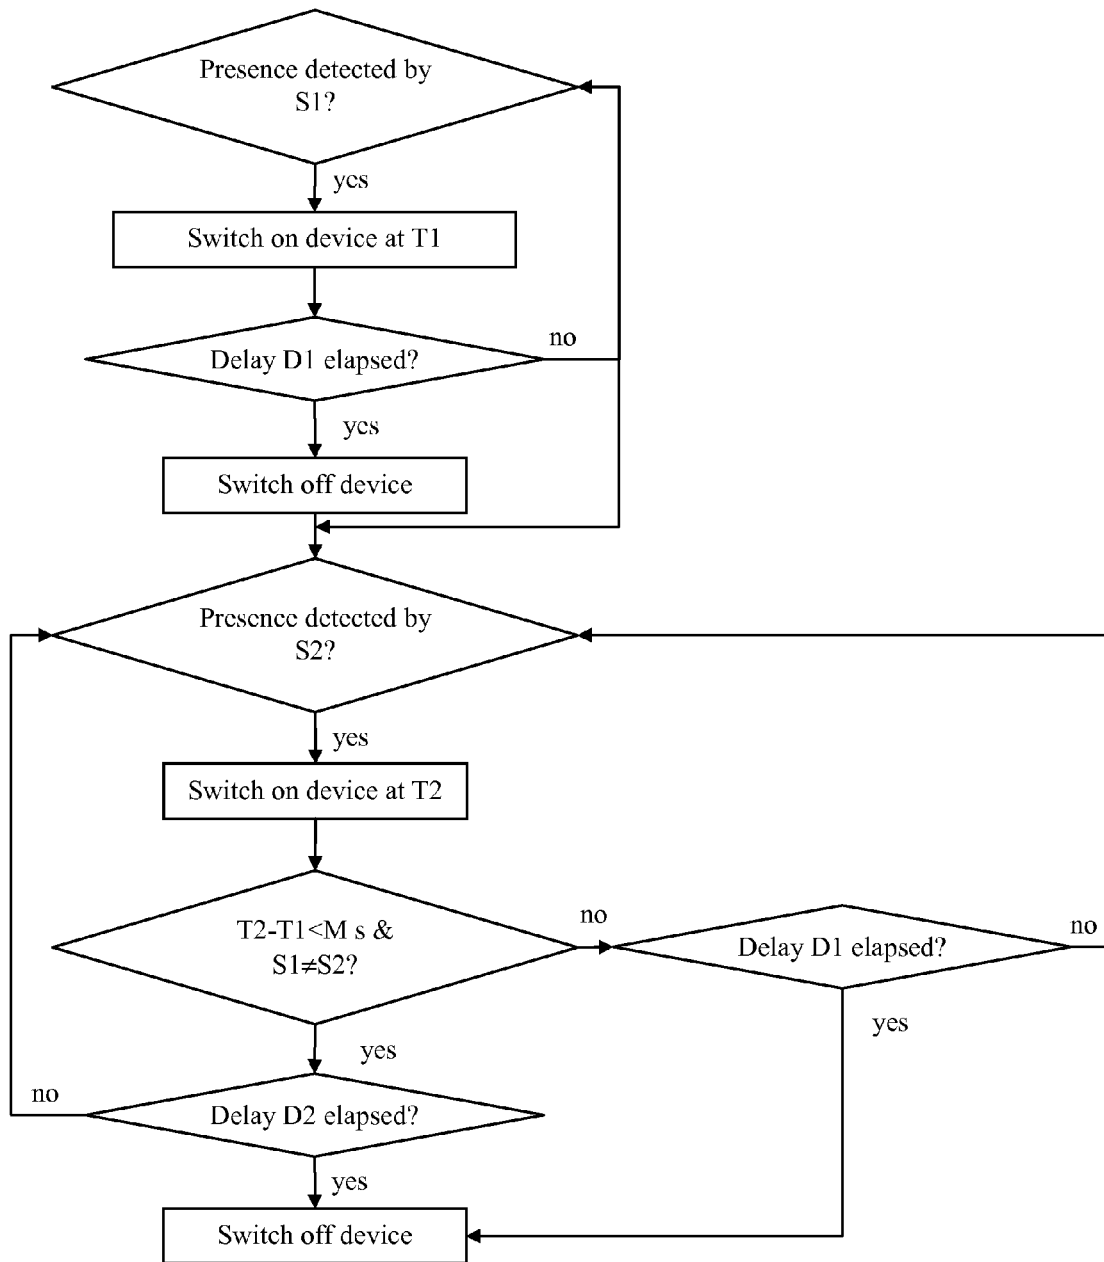 Presence detected by
S1?
yes
Switch on device at T1
Delay D1 elapsed?
no
yes
Switch off device
Presence detected by
S2?
yes
Switch on device at T2
T2-T1<M s &
S1≠S2?
no
Delay D1 elapsed?
no
yes
yes
no
Delay D2 elapsed?
yes
Switch off device